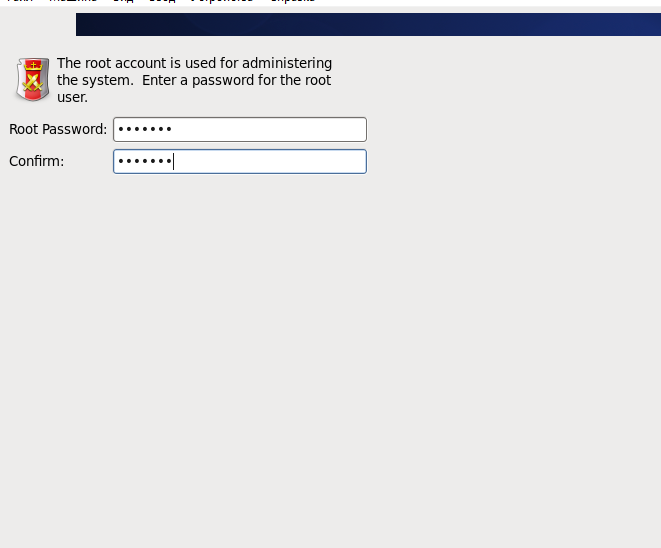 The root account is used for administering
the system.  Enter a password for the root
user.
Root Password: •••••••
Confirm: •••••••